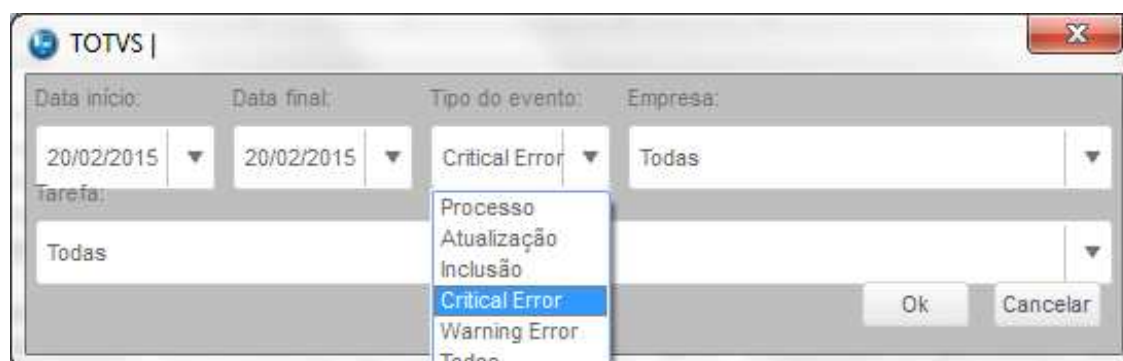 TOTVS |
Data início: Data final: Tipo do evento: Empresa:
20/02/2015 20/02/2015 Critical Error Todas
Tarefa:
Todas
Processo
Atualização
Inclusão
Critical Error
Warning Error
Todos
Ok Cancelar